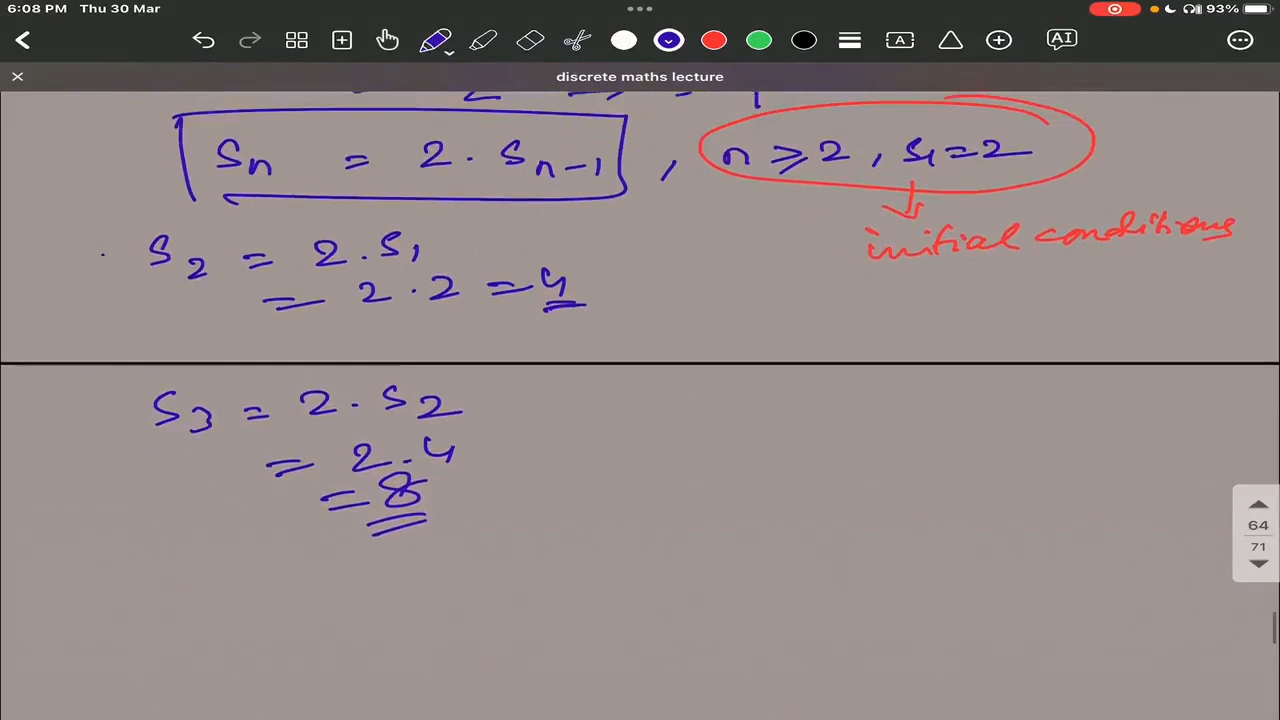 6:08 PM Thu 30 Mar
93%
A
AI
discrete maths lecture
Sn = 2 · Sn-1 , n ≥ 2 , S1 = 2
initial conditions
S2 = 2 · S1
= 2 · 2 = 4
S3 = 2 · S2
= 2 · 4
= 8
64
71